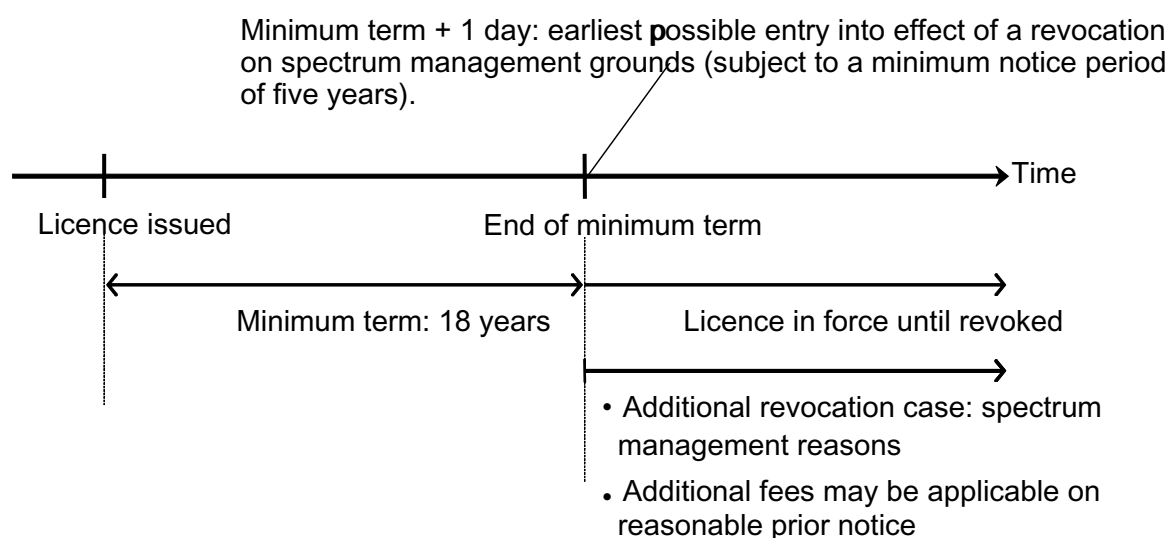 Minimum term + 1 day: earliest possible entry into effect of a revocation
on spectrum management grounds (subject to a minimum notice period
of five years).
Time
Licence issued
End of minimum term
Minimum term: 18 years
Licence in force until revoked
• Additional revocation case: spectrum
management reasons
• Additional fees may be applicable on
reasonable prior notice